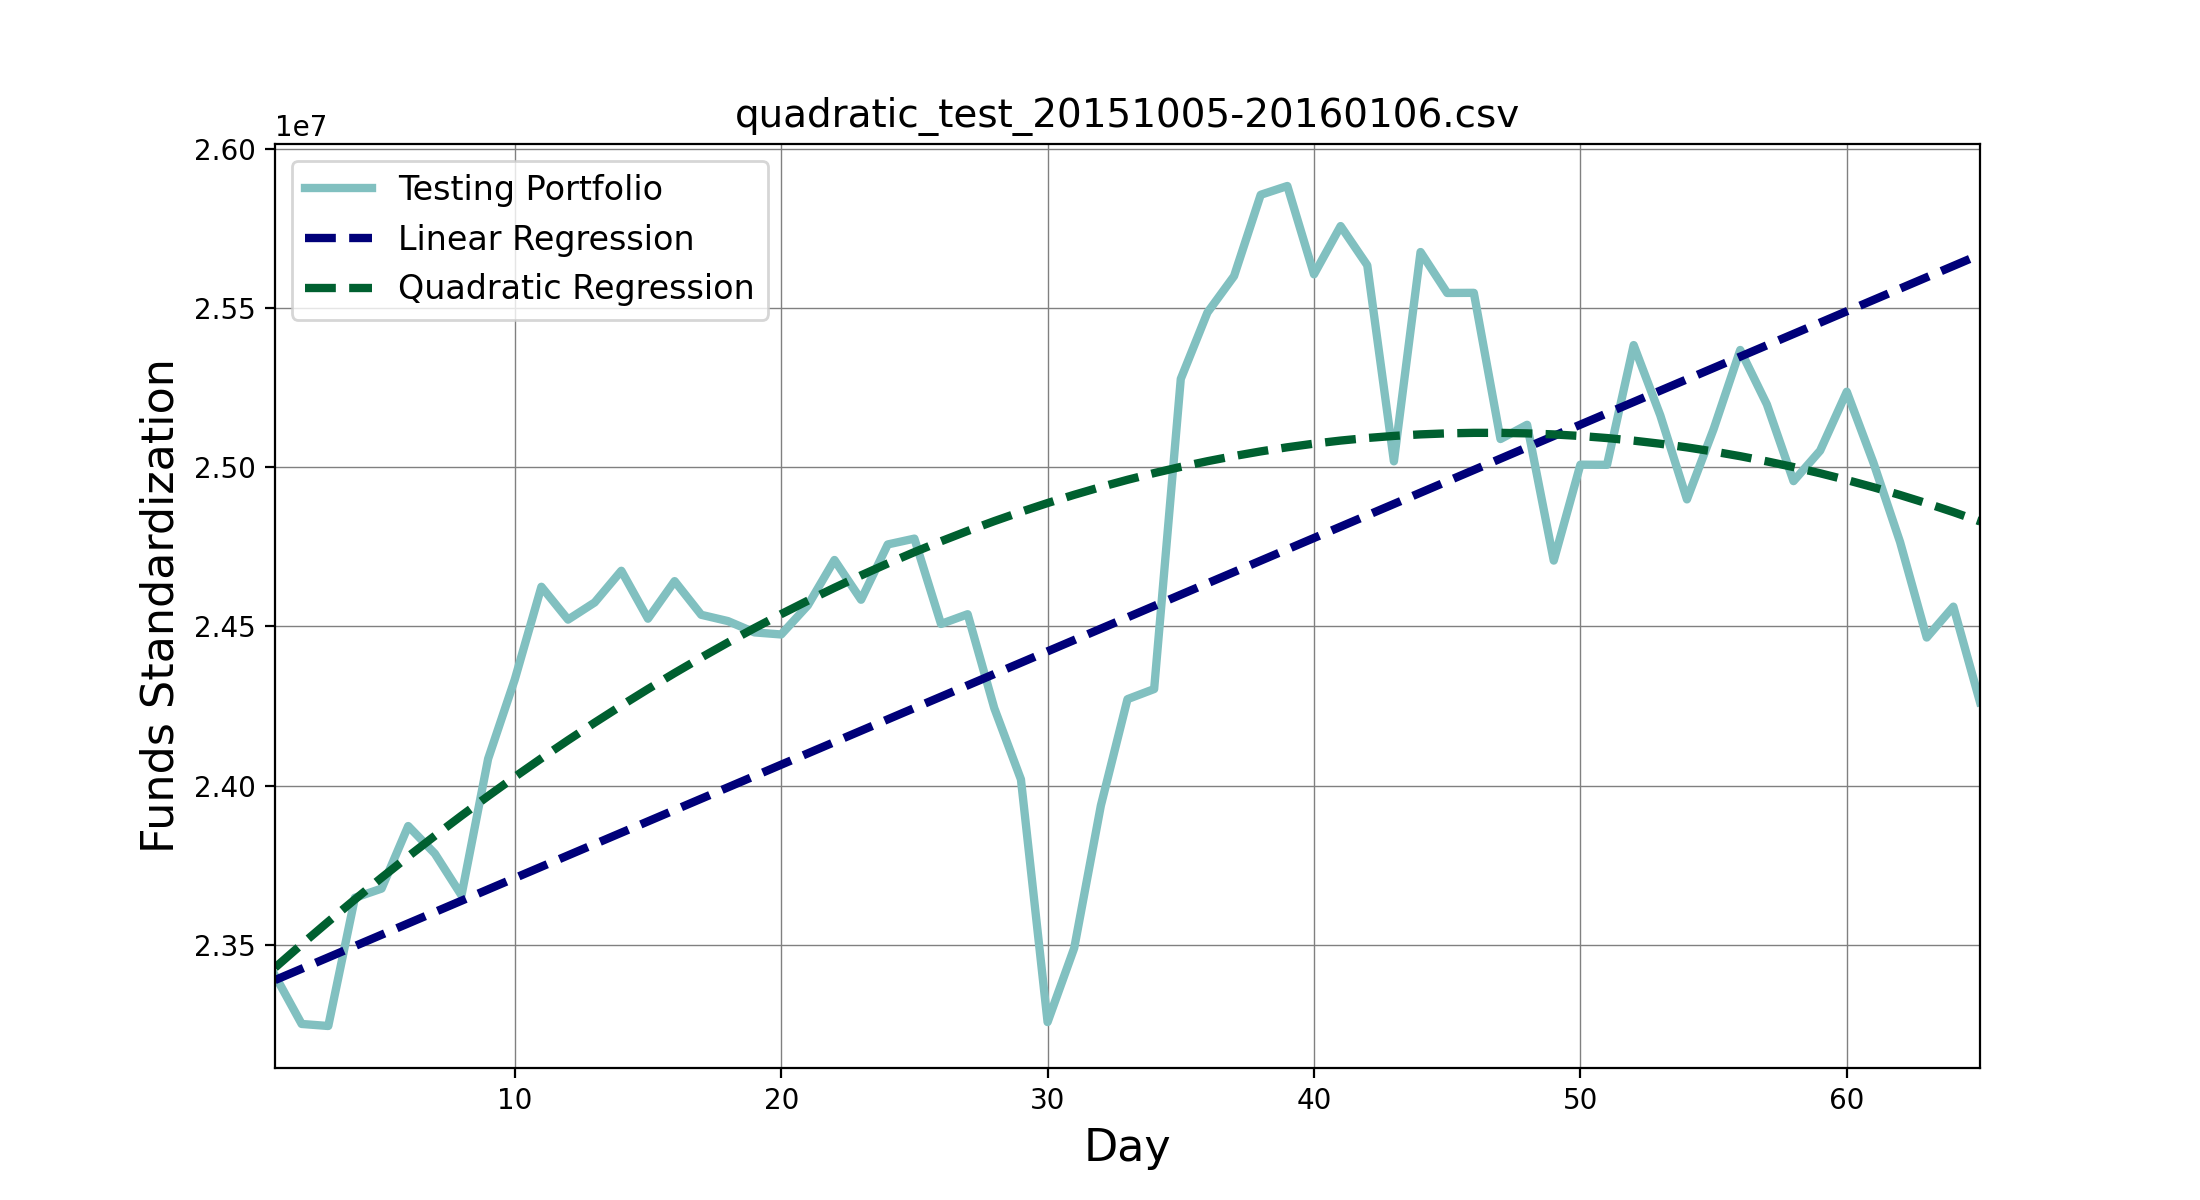 quadratic_test_20151005-20160106.csv
1e7
2.60
2.55
2.50
2.45
2.40
2.35
Funds Standardization
Testing Portfolio
Linear Regression
Quadratic Regression
10 20 30 40 50 60
Day